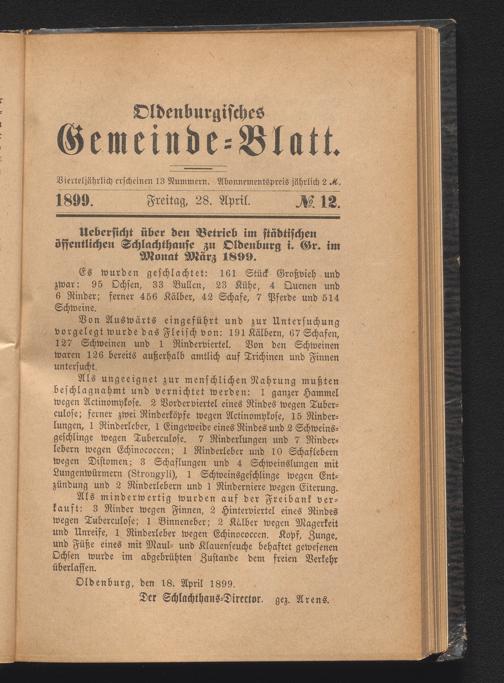 Oldenburgisches
Gemeinde-Blatt.
Vierteljährlich erscheinen 13 Nummern. Abonnementspreis jährlich 2 ℳ.
1899. Freitag, 28. April. № 12.
Uebersicht über den Betrieb im städtischen
öffentlichen Schlachthause zu Oldenburg i. Gr. im
Monat März 1899.
Es wurden geschlachtet: 161 Stück Großvieh und
zwar: 95 Ochsen, 33 Bullen, 23 Kühe, 4 Quenen und
6 Rinder; ferner 456 Kälber, 42 Schafe, 7 Pferde und 514
Schweine.
Von Auswärts eingeführt und zur Untersuchung
vorgelegt wurde das Fleisch von: 191 Kälbern, 67 Schafen,
127 Schweinen und 1 Rinderviertel. Von den Schweinen
waren 126 bereits außerhalb amtlich auf Trichinen und Finnen
untersucht.
Als ungeeignet zur menschlichen Nahrung mußten
beschlagnahmt und vernichtet werden: 1 ganzer Hammel
wegen Actinomykose. 2 Vorderviertel eines Rindes wegen Tuber-
culose; ferner zwei Rinderköpfe wegen Actinomykose, 15 Rinder-
lungen, 1 Rinderleber, 1 Eingeweide eines Rindes und 2 Schweins-
geschlinge wegen Tuberculose. 7 Rinderlungen und 7 Rinder-
lebern wegen Echinococcen; 1 Rinderleber und 10 Schaflebern
wegen Distomen; 3 Schaflungen und 4 Schweinslungen mit
Lungenwürmern (Strongyli), 1 Schweinsgeschlinge wegen Ent-
zündung und 2 Rinderlebern und 1 Rinderniere wegen Eiterung.
Als minderwertig wurden auf der Freibank ver-
kauft: 3 Rinder wegen Finnen, 2 Hinterviertel eines Rindes
wegen Tuberculose; 1 Binneneber; 2 Kälber wegen Magerkeit
und Unreife, 1 Rinderleber wegen Echinococcen. Kopf, Zunge,
und Füße eines mit Maul- und Klauenseuche behaftet gewesenen
Ochsen wurde im abgebrühten Zustande dem freien Verkehr
überlassen.
Oldenburg, den 18. April 1899.
Der Schlachthaus-Director. gez. Arens.